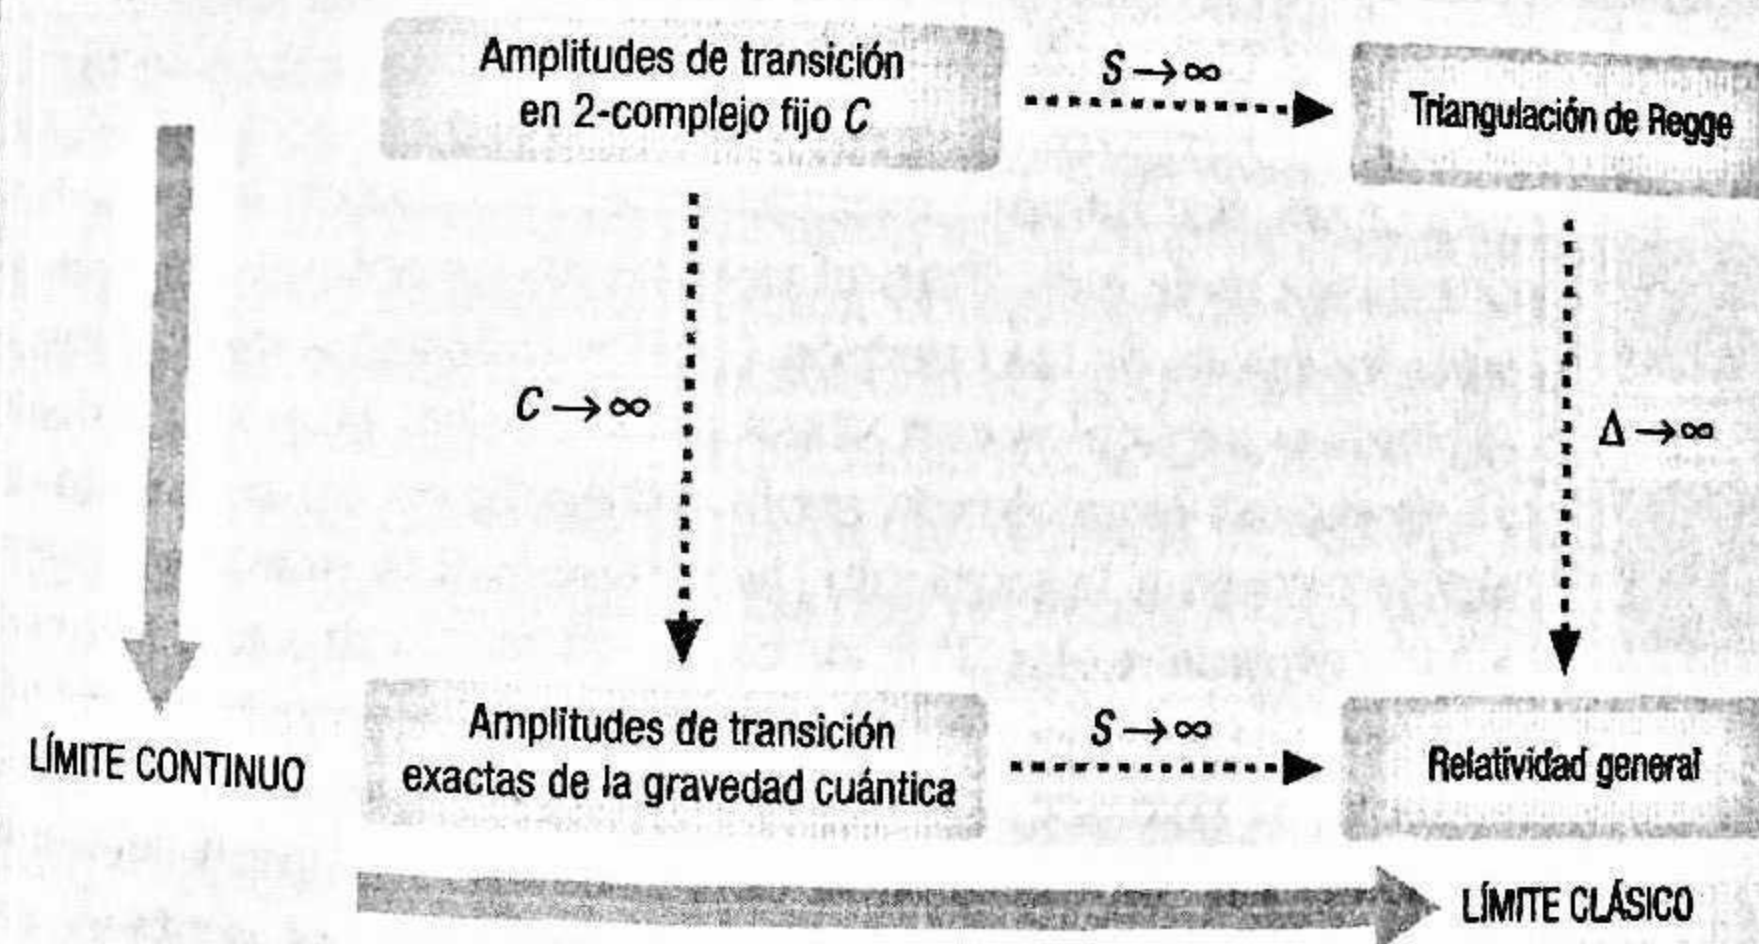 Amplitudes de transición
en 2-complejo fijo C
S→∞
Triangulación de Regge
C→∞
Δ→∞
LÍMITE CONTINUO
Amplitudes de transición
exactas de la gravedad cuántica
S→∞
Relatividad general
LÍMITE CLÁSICO